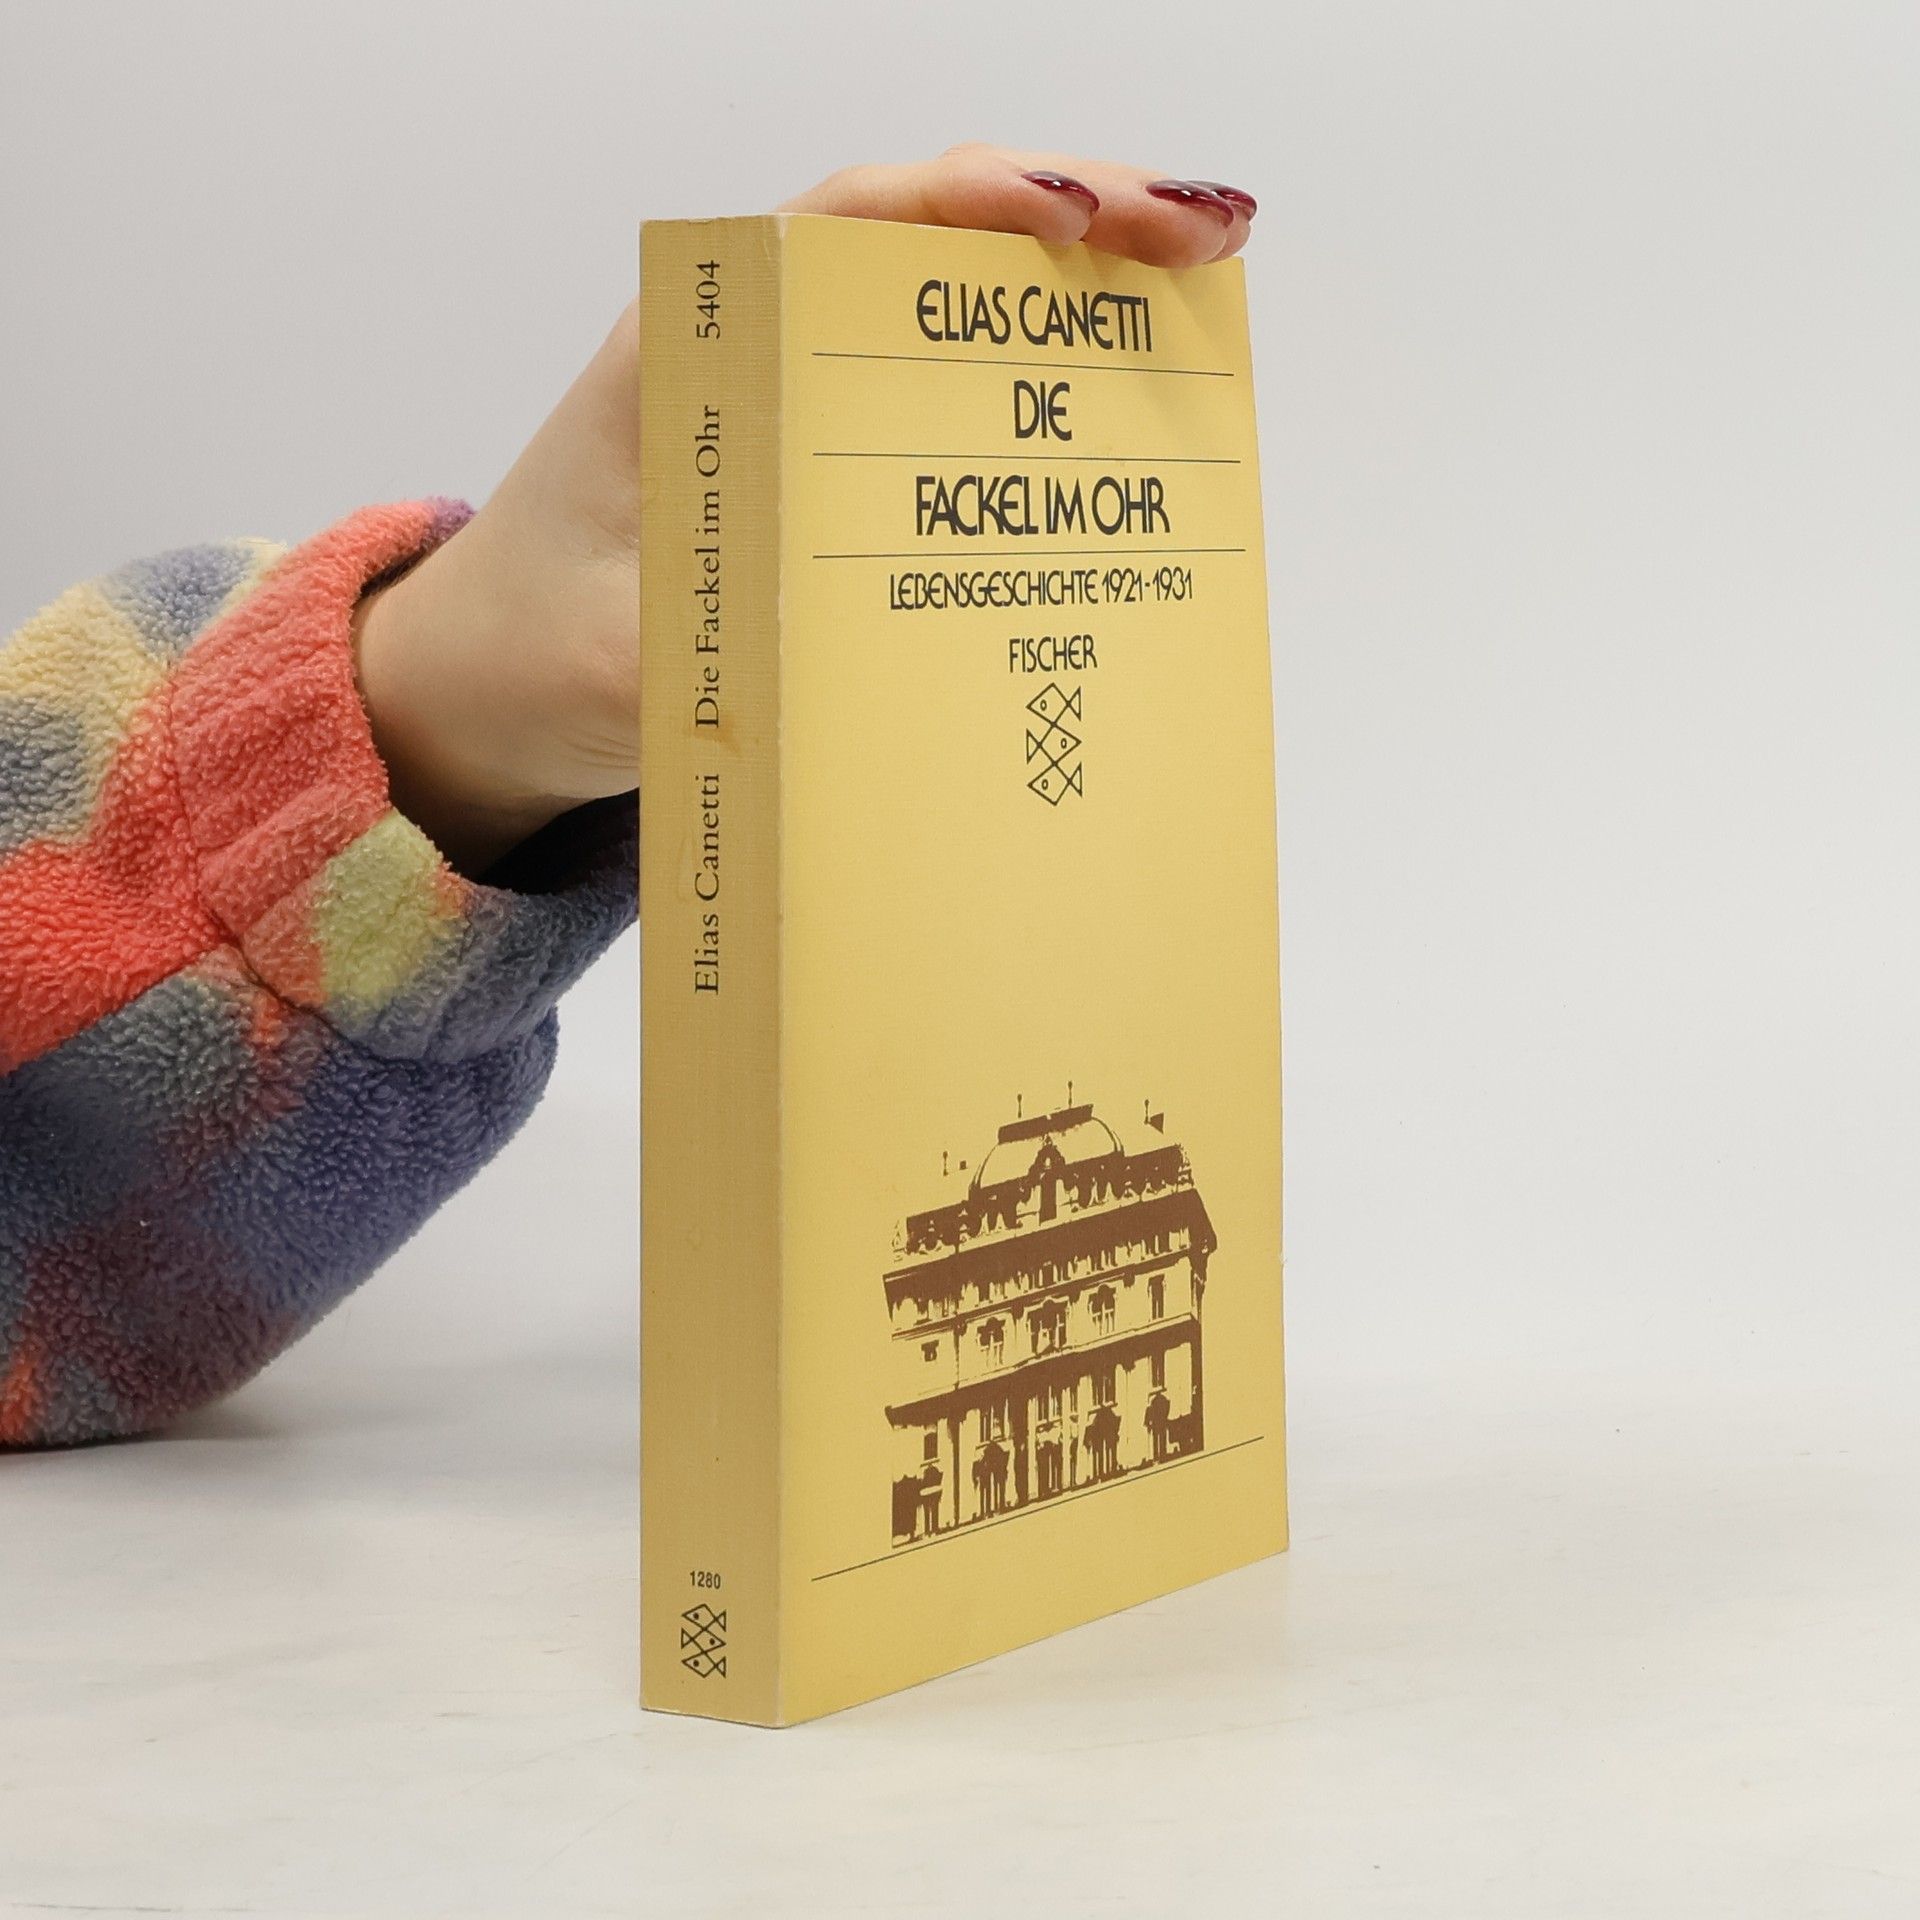 ELIAS CANETTI
DIE
FACKEL IM OHR
LEBENSGESCHICHTE 1921-1931
FISCHER
Elias Canetti Die Fackel im Ohr 5404
1280